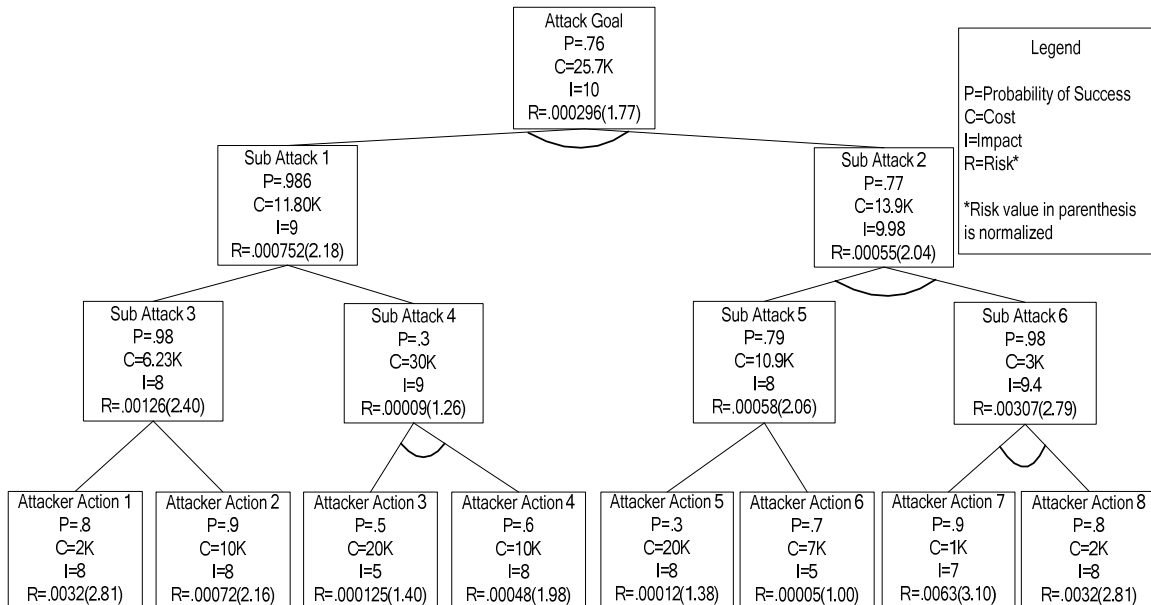 Attack Goal
P=.76
C=25.7K
I=10
R=.000296(1.77)
Legend
P=Probability of Success
C=Cost
I=Impact
R=Risk*
*Risk value in parenthesis
is normalized
Sub Attack 1
P=.986
C=11.80K
I=9
R=.000752(2.18)
Sub Attack 2
P=.77
C=13.9K
I=9.98
R=.00055(2.04)
Sub Attack 3
P=.98
C=6.23K
I=8
R=.00126(2.40)
Sub Attack 4
P=.3
C=30K
I=9
R=.00009(1.26)
Sub Attack 5
P=.79
C=10.9K
I=8
R=.00058(2.06)
Sub Attack 6
P=.98
C=3K
I=9.4
R=.00307(2.79)
Attacker Action 1
P=.8
C=2K
I=8
R=.0032(2.81)
Attacker Action 2
P=.9
C=10K
I=8
R=.00072(2.16)
Attacker Action 3
P=.5
C=20K
I=5
R=.000125(1.40)
Attacker Action 4
P=.6
C=10K
I=8
R=.00048(1.98)
Attacker Action 5
P=.3
C=20K
I=8
R=.00012(1.38)
Attacker Action 6
P=.7
C=7K
I=5
R=.00005(1.00)
Attacker Action 7
P=.9
C=1K
I=7
R=.0063(3.10)
Attacker Action 8
P=.8
C=2K
I=8
R=.0032(2.81)